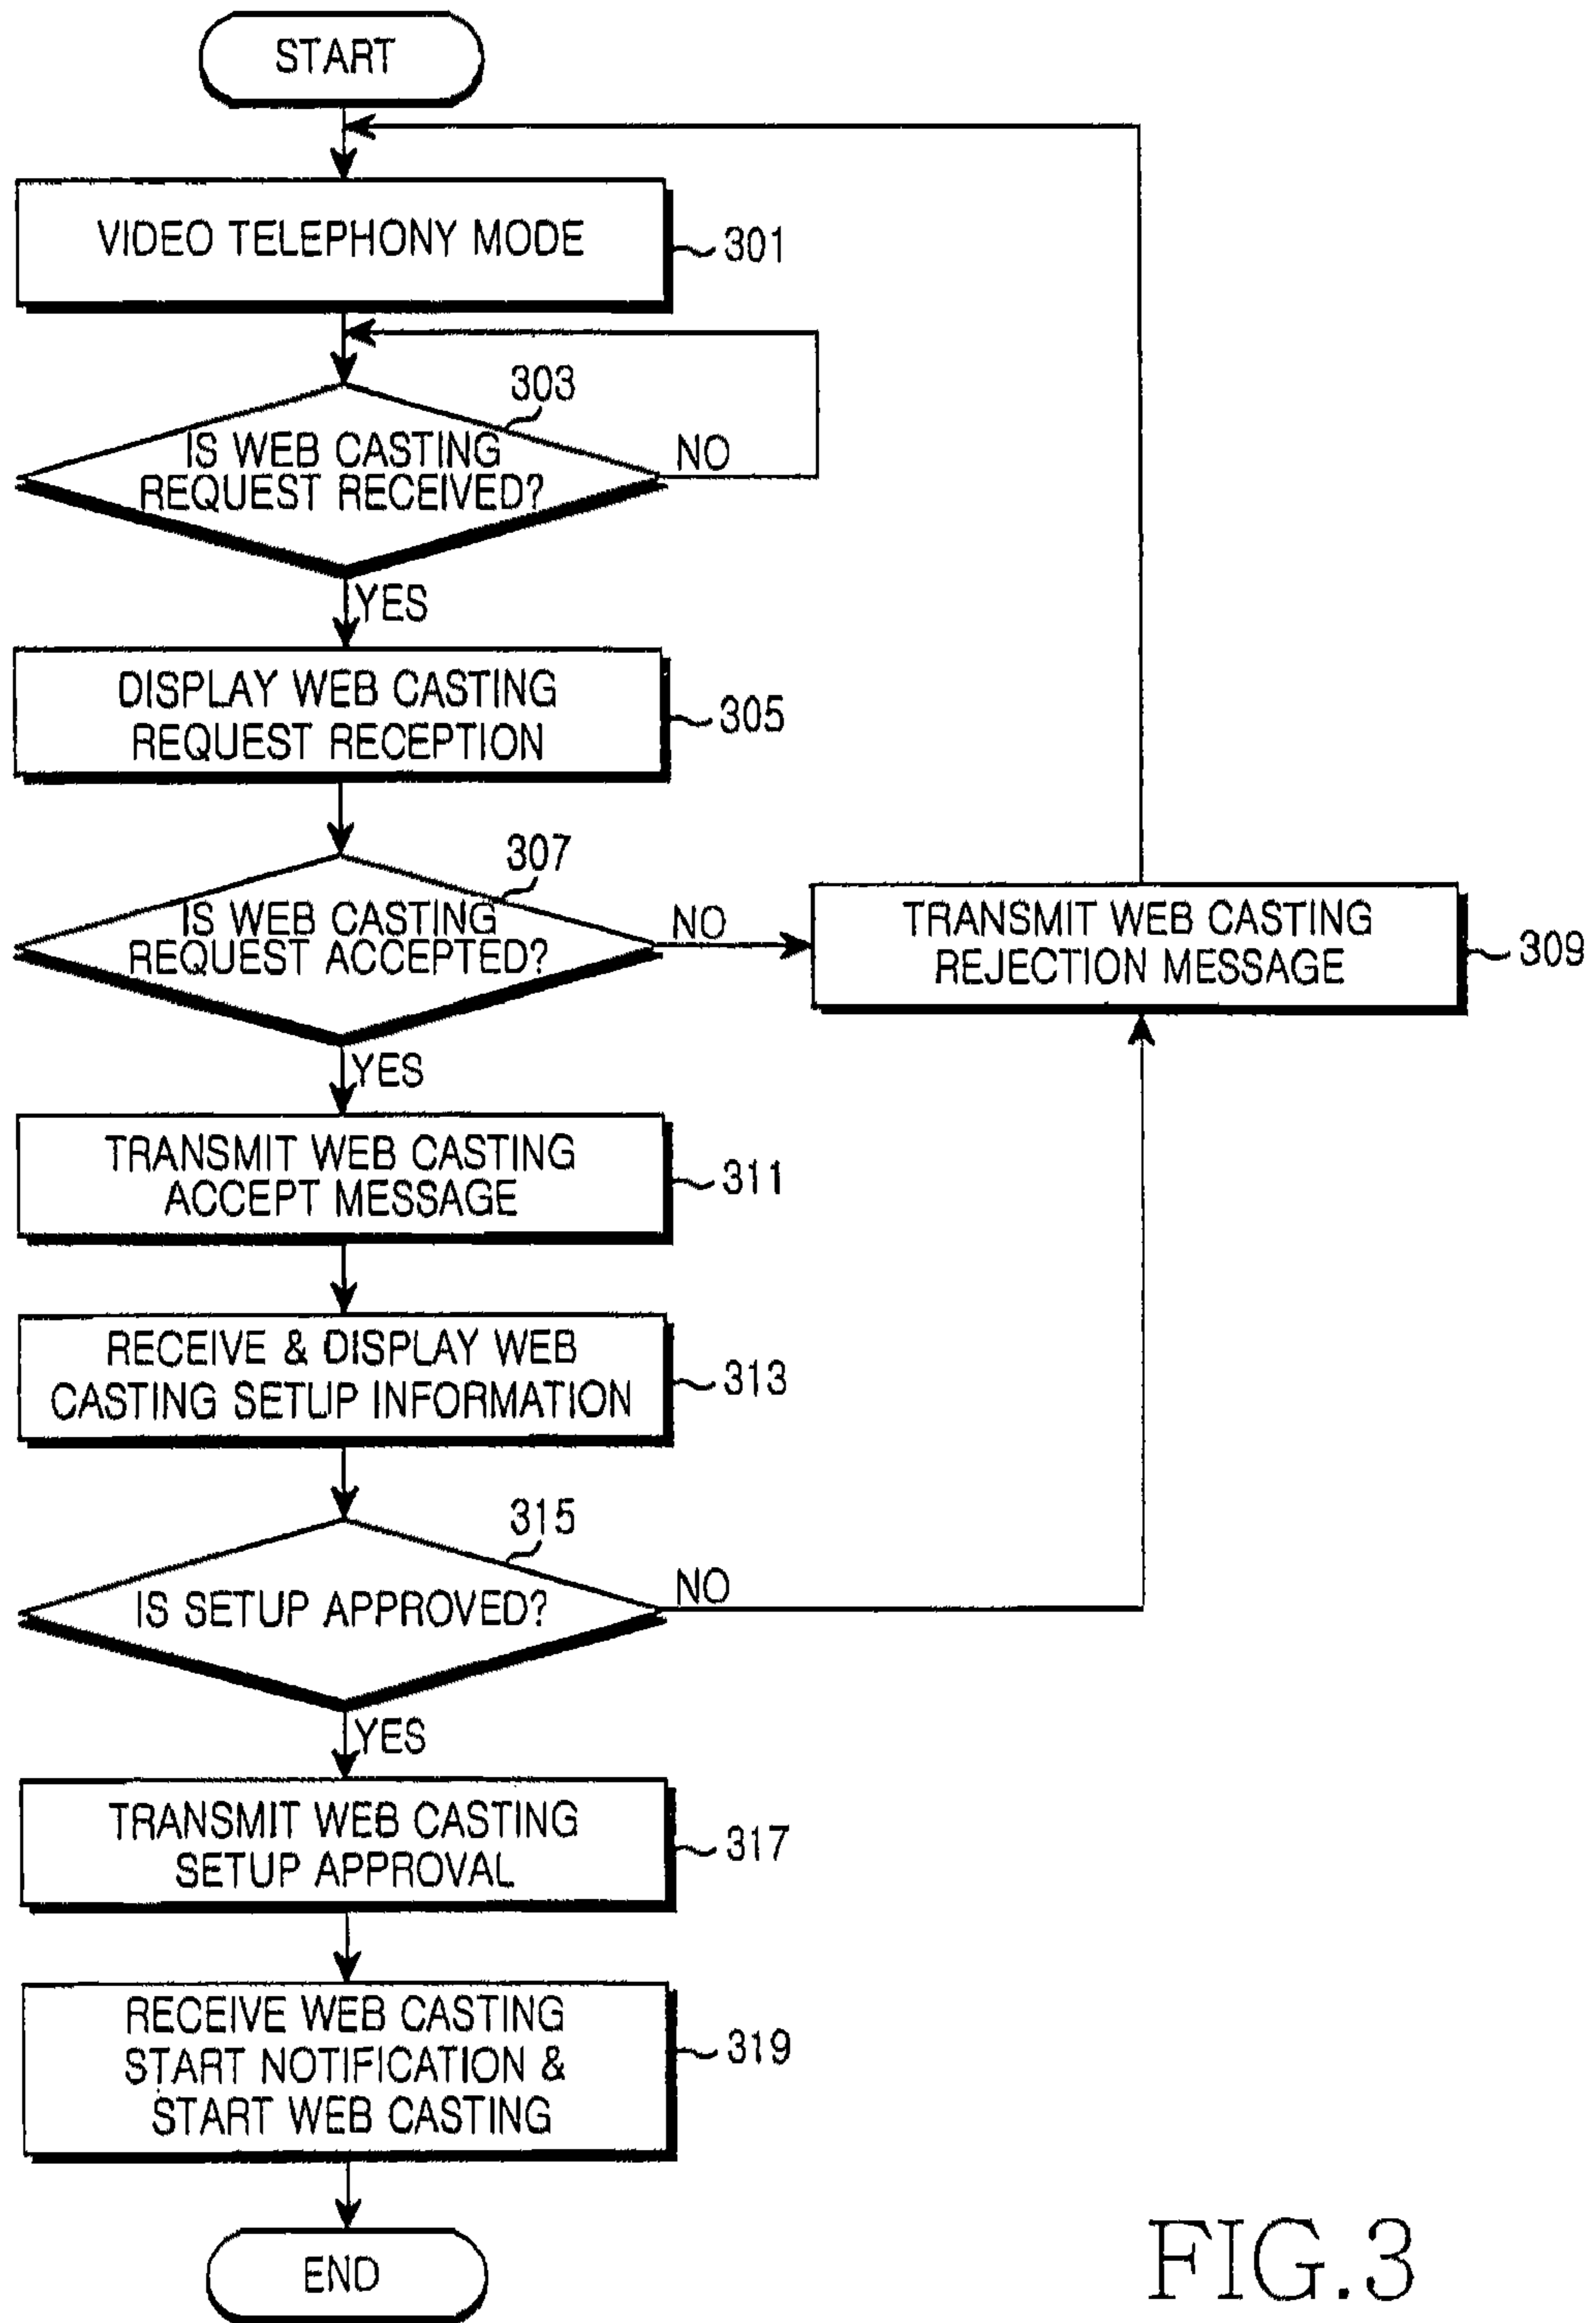 START
VIDEO TELEPHONY MODE
301
303
IS WEB CASTING
REQUEST RECEIVED?
NO
YES
DISPLAY WEB CASTING
REQUEST RECEPTION
305
307
IS WEB CASTING
REQUEST ACCEPTED?
NO
TRANSMIT WEB CASTING
REJECTION MESSAGE
309
YES
TRANSMIT WEB CASTING
ACCEPT MESSAGE
311
RECEIVE & DISPLAY WEB
CASTING SETUP INFORMATION
313
315
IS SETUP APPROVED?
NO
YES
TRANSMIT WEB CASTING
SETUP APPROVAL
317
RECEIVE WEB CASTING
START NOTIFICATION &
START WEB CASTING
319
END
FIG.3